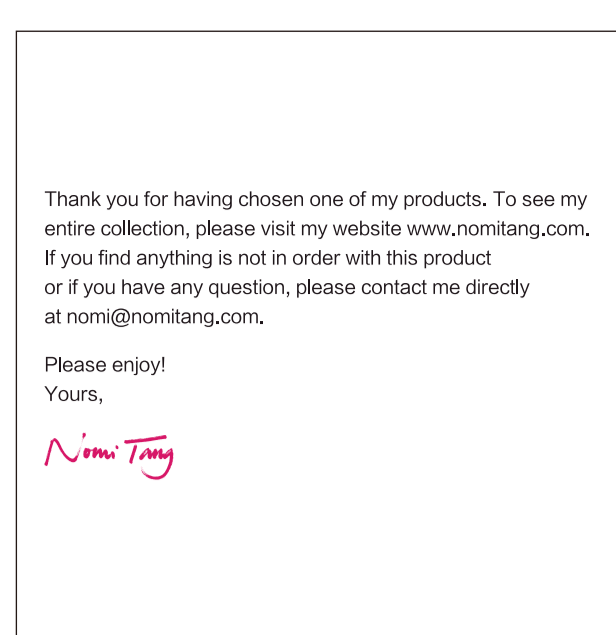 Thank you for having chosen one of my products. To see my
entire collection, please visit my website www.nomitang.com.
If you find anything is not in order with this product
or if you have any question, please contact me directly
at nomi@nomitang.com.
Please enjoy!
Yours,
Nomi Tang